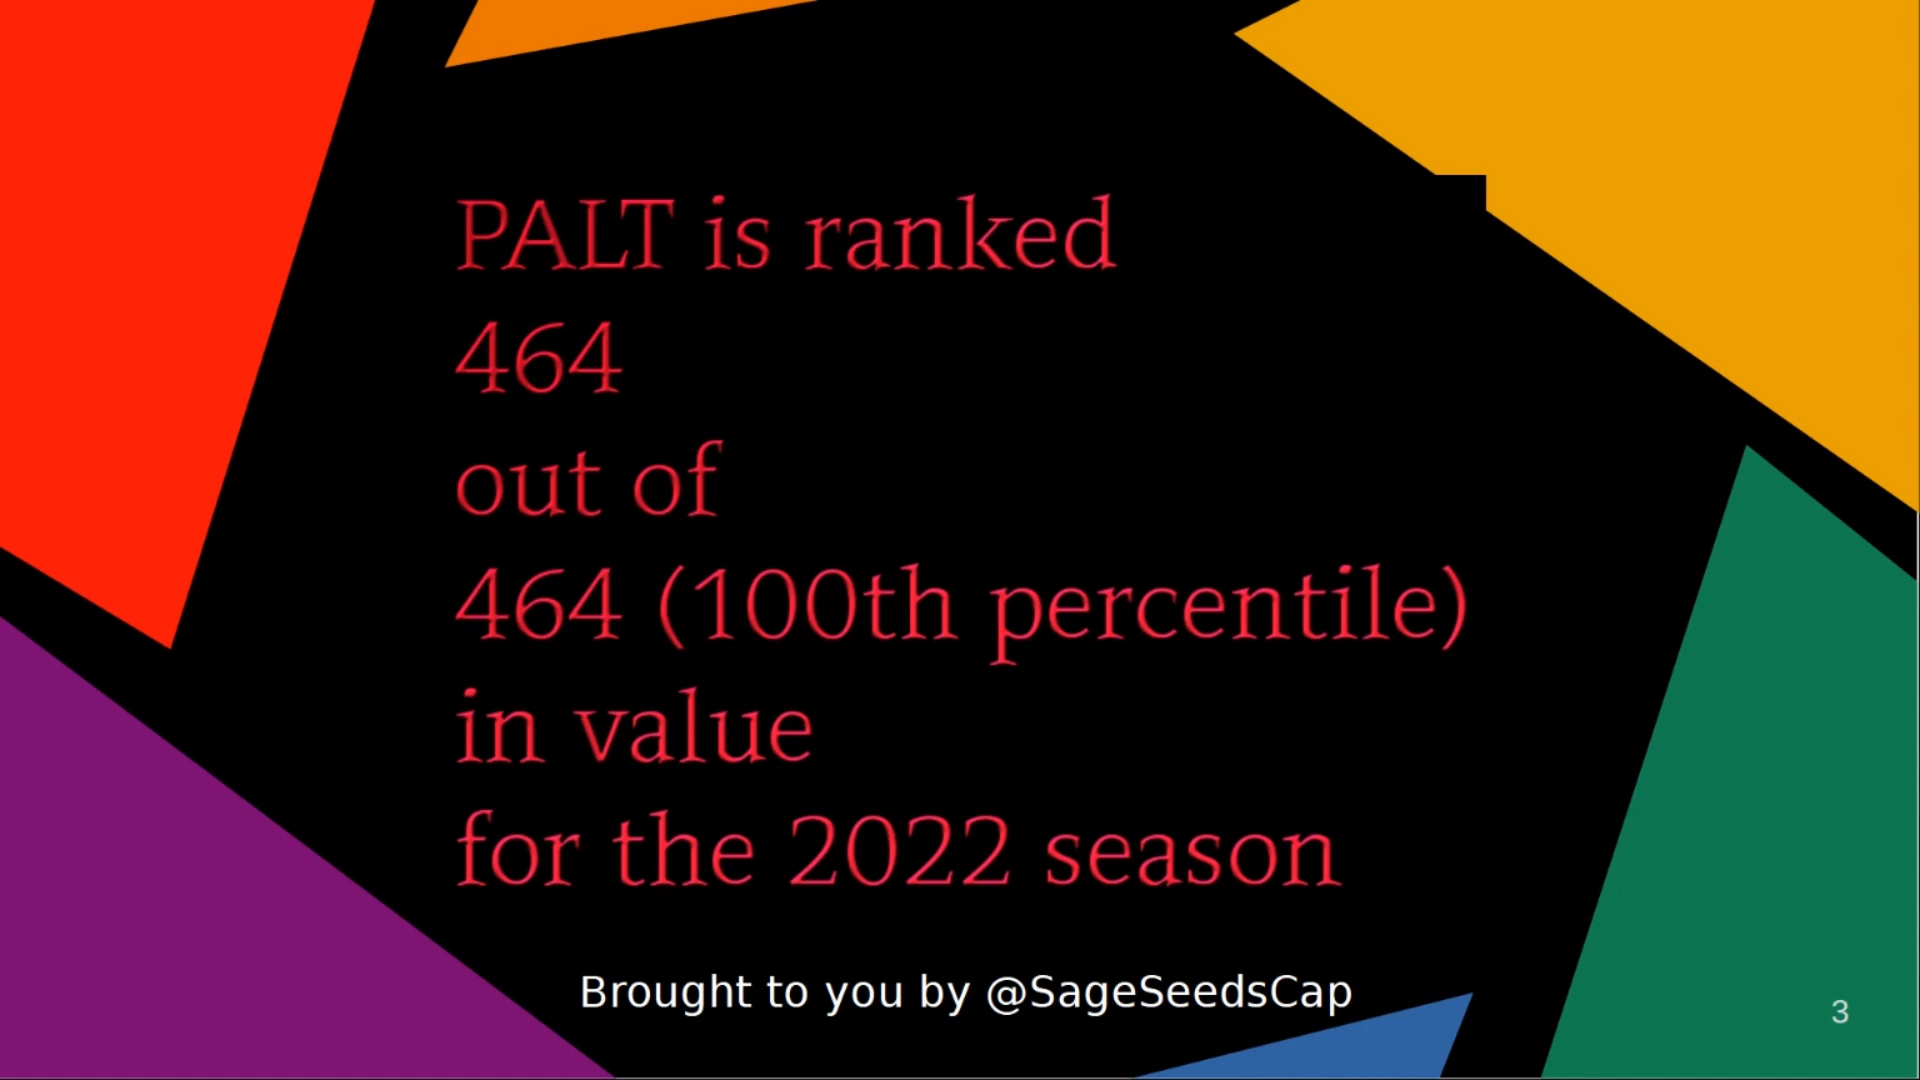 PALT is ranked
464
out of
464 (100th percentile)
in value
for the 2022 season
Brought to you by @SageSeedsCap
3